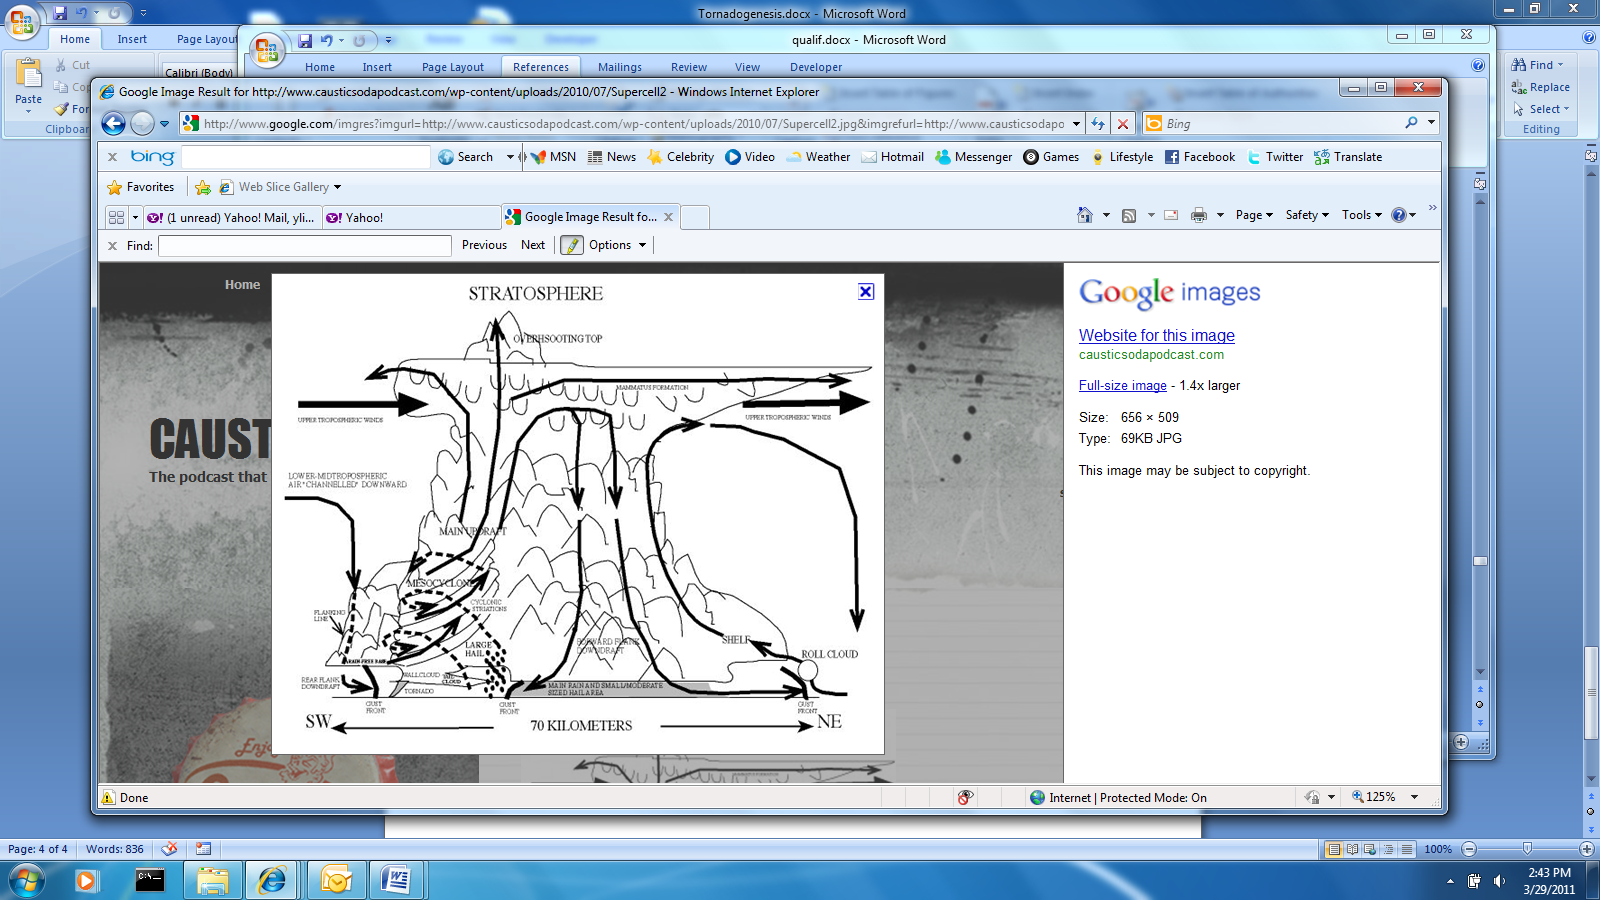 Tornadogenesis.docx - Microsoft Word
Home Insert Page Layout
qualif.docx - Microsoft Word
Home Insert Page Layout References Mailings Review View Developer
Cut
Calibri (Body)
Paste
Clipboard
Find
Replace
Select
Editing
Google Image Result for http://www.causticsodapodcast.com/wp-content/uploads/2010/07/Supercell2 - Windows Internet Explorer
http://www.google.com/imgres?imgurl=http://www.causticsodapodcast.com/wp-content/uploads/2010/07/Supercell2.jpg&imgrefurl=http://www.causticsodapo
Bing
bing Search MSN News Celebrity Video Weather Hotmail Messenger Games Lifestyle Facebook Twitter Translate
Favorites Web Slice Gallery
(1 unread) Yahoo! Mail, yli... Yahoo! Google Image Result fo... Page Safety Tools
Find: Previous Next Options
Home
CAUST
The podcast that
STRATOSPHERE
OVERHSOOTING TOP
MAMMATUS FORMATION
UPPER TROPOSPHERIC WINDS
UPPER TROPOSPHERIC WINDS
LOWER-MIDTROPOSPHERIC
AIR "CHANNELLED" DOWNWARD
MAIN UPDRAFT
MESOCYCLONE
CYCLONIC
STRIATIONS
FLANKING
LINE
LARGE
HAIL
FORWARD FLANK
DOWNDRAFT
SHELF
ROLL CLOUD
RAIN-FREE BASE
REAR FLANK
DOWNDRAFT
WALL CLOUD
TAIL
CLOUD
TORNADO
MAIN RAIN AND SMALL/MODERATE
SIZED HAIL AREA
GUST
FRONT
GUST
FRONT
GUST
FRONT
SW 70 KILOMETERS NE
Enjoy
Google images
Website for this image
causticsodapodcast.com
Full-size image - 1.4x larger
Size: 656 × 509
Type: 69KB JPG
This image may be subject to copyright.
Done Internet | Protected Mode: On 125%
Page: 4 of 4 Words: 836 100%
2:43 PM
3/29/2011